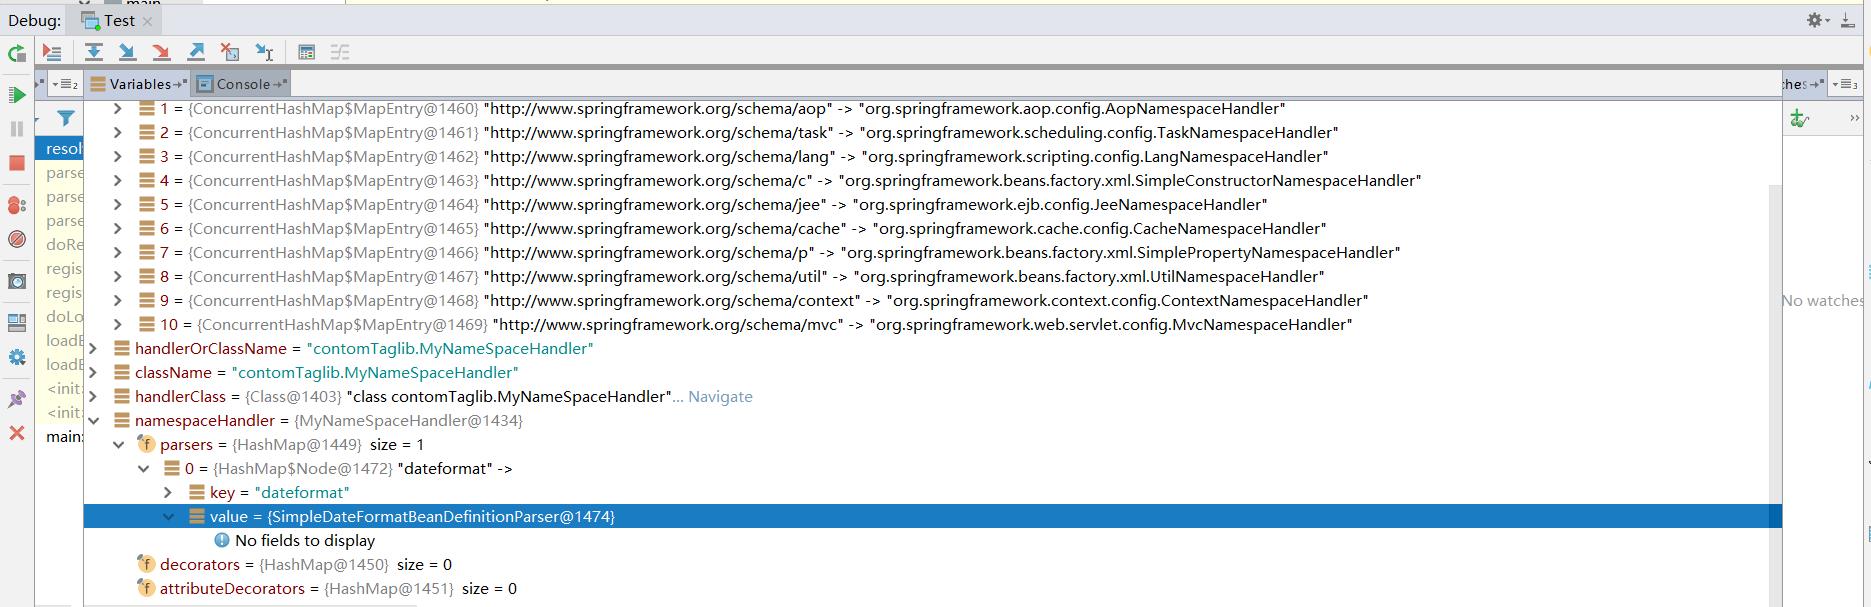 main
Debug: Test
Variables
Console
1 = {ConcurrentHashMap$MapEntry@1460} "http://www.springframework.org/schema/aop" -> "org.springframework.aop.config.AopNamespaceHandler"
2 = {ConcurrentHashMap$MapEntry@1461} "http://www.springframework.org/schema/task" -> "org.springframework.scheduling.config.TaskNamespaceHandler"
3 = {ConcurrentHashMap$MapEntry@1462} "http://www.springframework.org/schema/lang" -> "org.springframework.scripting.config.LangNamespaceHandler"
4 = {ConcurrentHashMap$MapEntry@1463} "http://www.springframework.org/schema/c" -> "org.springframework.beans.factory.xml.SimpleConstructorNamespaceHandler"
5 = {ConcurrentHashMap$MapEntry@1464} "http://www.springframework.org/schema/jee" -> "org.springframework.ejb.config.JeeNamespaceHandler"
6 = {ConcurrentHashMap$MapEntry@1465} "http://www.springframework.org/schema/cache" -> "org.springframework.cache.config.CacheNamespaceHandler"
7 = {ConcurrentHashMap$MapEntry@1466} "http://www.springframework.org/schema/p" -> "org.springframework.beans.factory.xml.SimplePropertyNamespaceHandler"
8 = {ConcurrentHashMap$MapEntry@1467} "http://www.springframework.org/schema/util" -> "org.springframework.beans.factory.xml.UtilNamespaceHandler"
9 = {ConcurrentHashMap$MapEntry@1468} "http://www.springframework.org/schema/context" -> "org.springframework.context.config.ContextNamespaceHandler"
10 = {ConcurrentHashMap$MapEntry@1469} "http://www.springframework.org/schema/mvc" -> "org.springframework.web.servlet.config.MvcNamespaceHandler"
handlerOrClassName = "contomTaglib.MyNameSpaceHandler"
className = "contomTaglib.MyNameSpaceHandler"
handlerClass = {Class@1403} "class contomTaglib.MyNameSpaceHandler"... Navigate
namespaceHandler = {MyNameSpaceHandler@1434}
parsers = {HashMap@1449} size = 1
0 = {HashMap$Node@1472} "dateformat" ->
key = "dateformat"
value = {SimpleDateFormatBeanDefinitionParser@1474}
No fields to display
decorators = {HashMap@1450} size = 0
attributeDecorators = {HashMap@1451} size = 0
resol
parse
parse
parse
doRe
regis
regis
doLo
loadB
loadB
<init:
<init:
main:
No watches